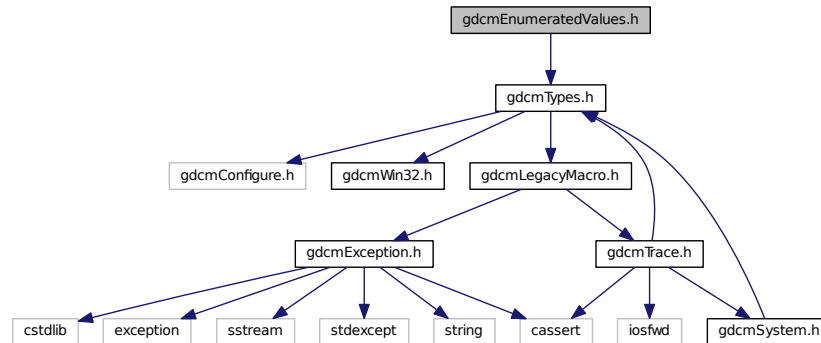 gdcmEnumeratedValues.h
gdcmTypes.h
gdcmConfigure.h
gdcmWin32.h
gdcmLegacyMacro.h
gdcmException.h
gdcmTrace.h
cstdlib
exception
sstream
stdexcept
string
cassert
iosfwd
gdcmSystem.h